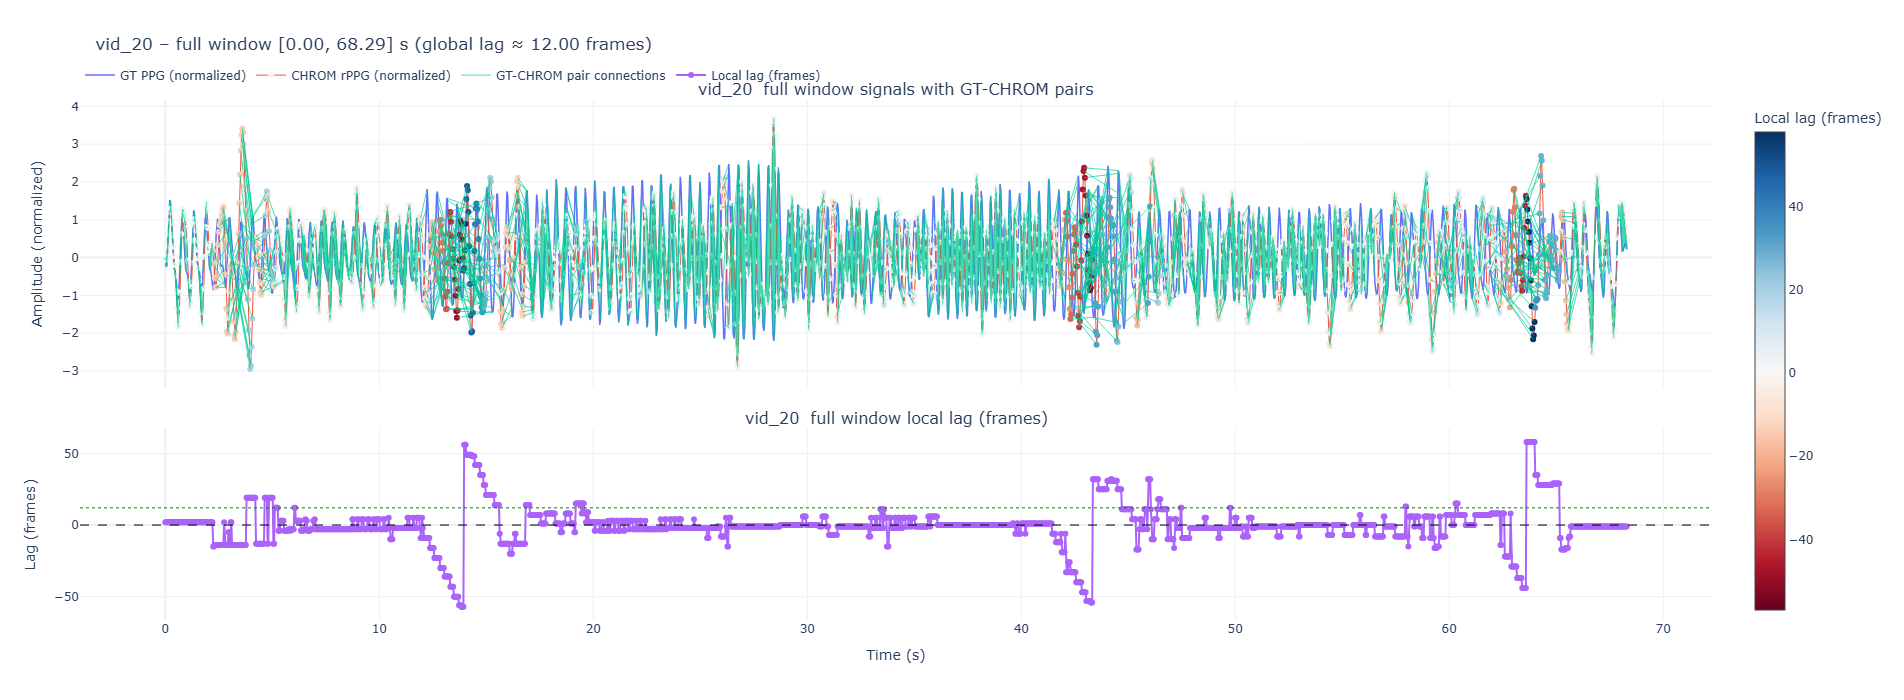 vid_20 – full window [0.00, 68.29] s (global lag ≈ 12.00 frames)
GT PPG (normalized) CHROM rPPG (normalized) GT-CHROM pair connections Local lag (frames)
vid_20 full window signals with GT-CHROM pairs
Amplitude (normalized)
4
3
2
1
0
−1
−2
−3
Local lag (frames)
40
20
0
−20
−40
vid_20 full window local lag (frames)
Lag (frames)
50
0
−50
0 10 20 30 40 50 60 70
Time (s)